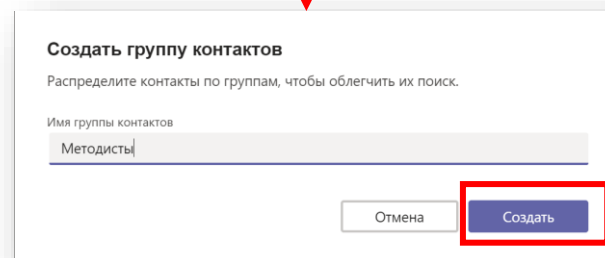 Создать группу контактов
Распределите контакты по группам, чтобы облегчить их поиск.
Имя группы контактов
Методисты
Отмена
Создать